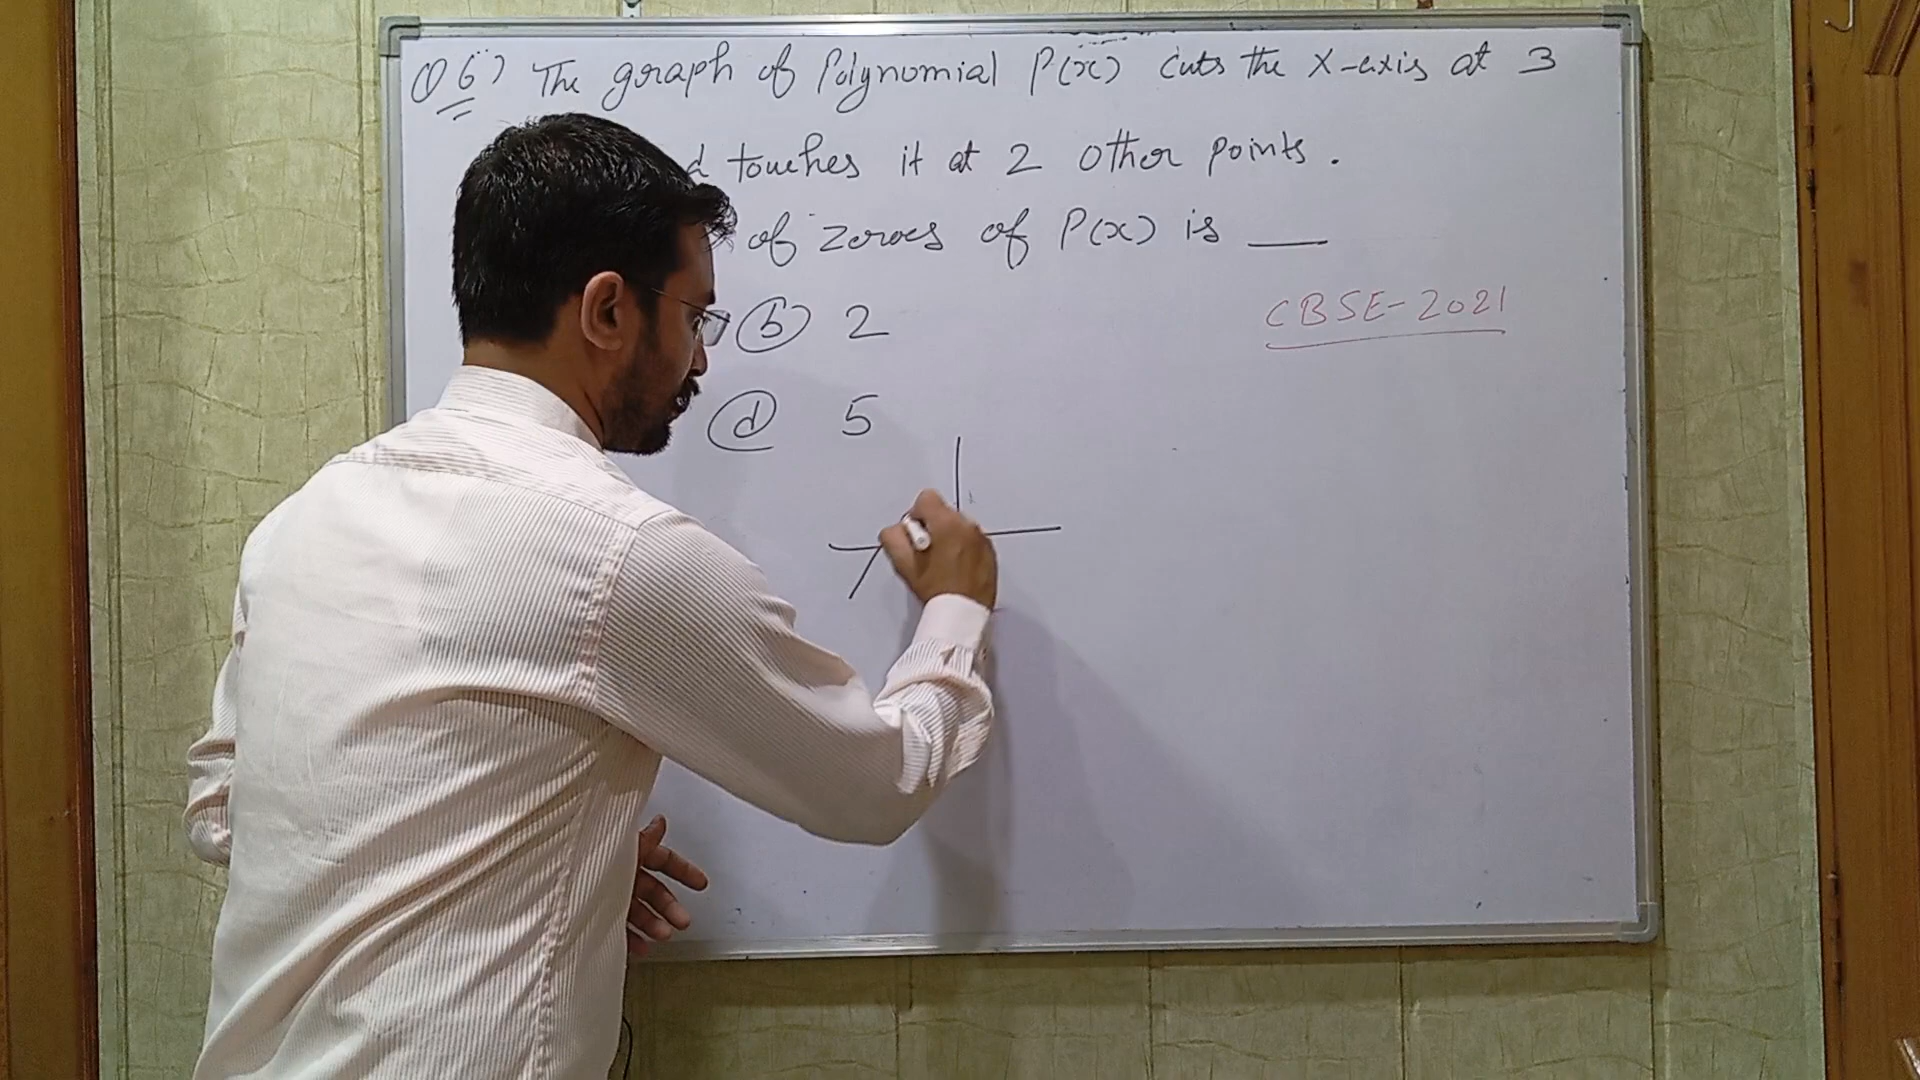 Q6) The graph of Polynomial P(x) cuts the X-axis at 3
touches it at 2 other points.
of zeroes of P(x) is __
(b) 2
CBSE-2021
(d) 5